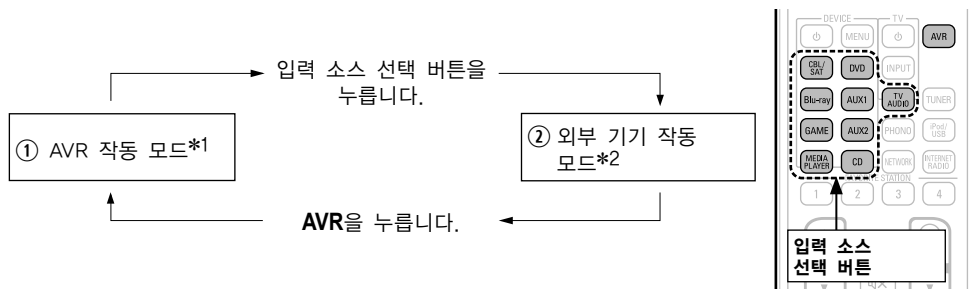 입력 소스 선택 버튼을
누릅니다.
① AVR 작동 모드*1
② 외부 기기 작동
모드*2
AVR을 누릅니다.
DEVICE TV
MENU AVR
CBL/
SAT DVD INPUT
Blu-ray AUX1 TV
AUDIO TUNER
GAME AUX2 PHONO iPod/
USB
MEDIA
PLAYER CD NETWORK INTERNET
RADIO
STATION
1 2 3 4
입력 소스
선택 버튼